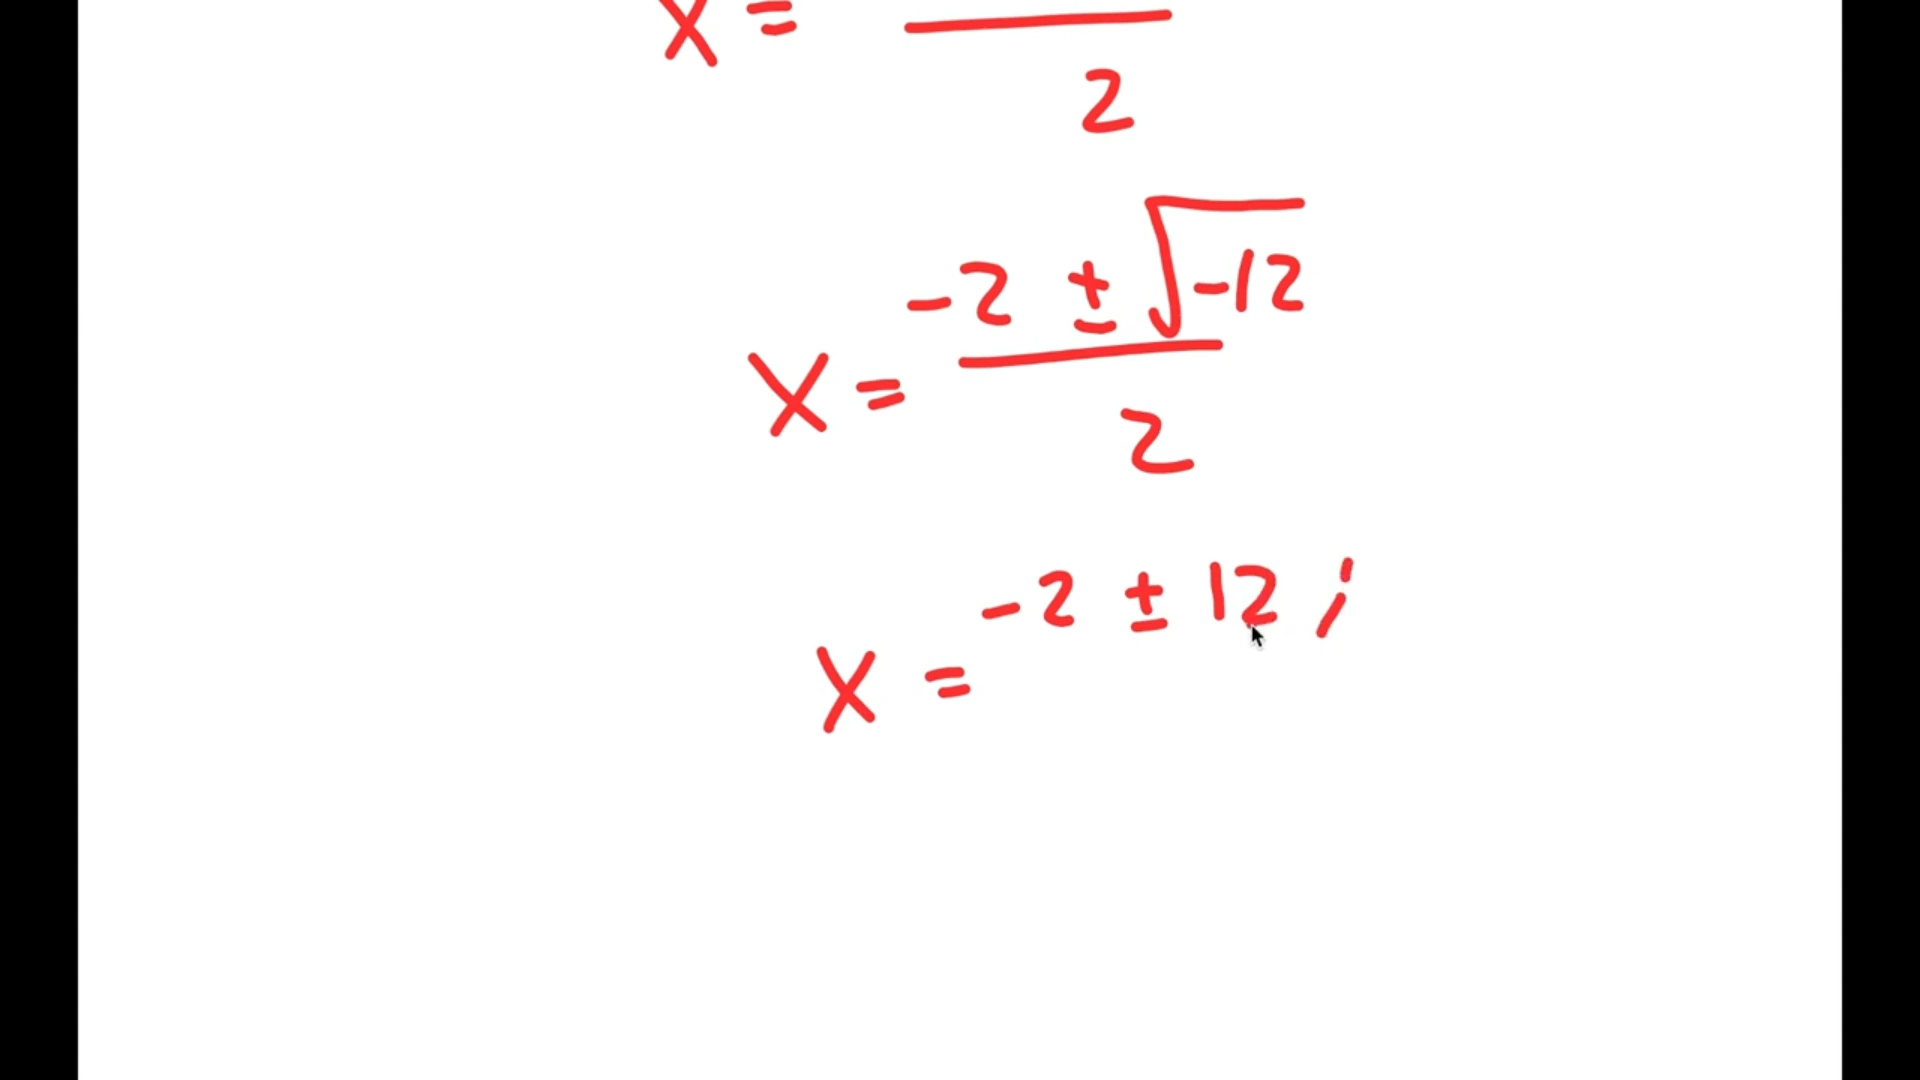 x =
2
-2 ± √-12
x =
2
-2 ± 12 i
x =